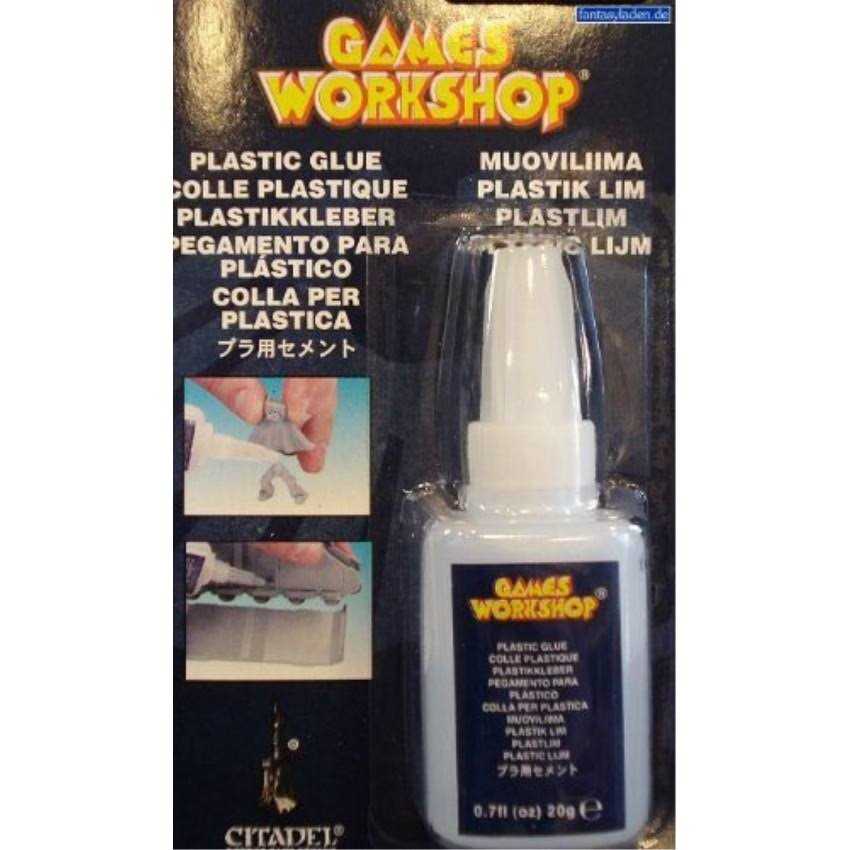 fantasyladen.de
GAMES
WORKSHOP®
PLASTIC GLUE
COLLE PLASTIQUE
PLASTIKKLEBER
PEGAMENTO PARA
PLÁSTICO
COLLA PER
PLASTICA
プラ用セメント
MUOVILIIMA
PLASTIK LIM
PLASTLIM
LIJM
GAMES
WORKSHOP®
PLASTIC GLUE
COLLE PLASTIQUE
PLASTIKKLEBER
PEGAMENTO PARA
PLÁSTICO
COLLA PER PLASTICA
MUOVILIIMA
PLASTIK LIM
PLASTLIM
PLASTIC LIJM
プラ用セメント
0.7fl (oz) 20g ℮
®
CITADEL®